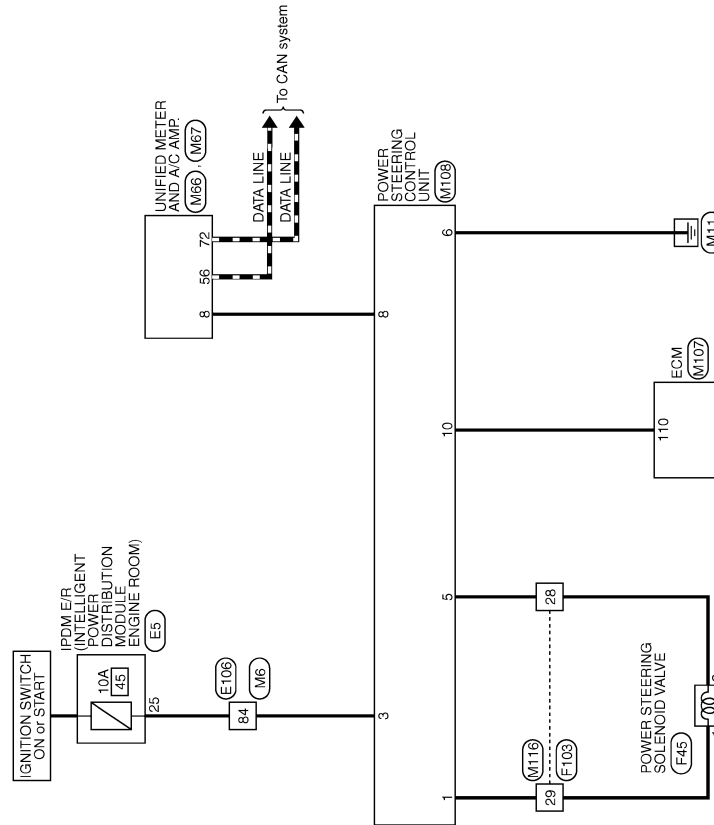 IGNITION SWITCH
ON or START
IPDM E/R
(INTELLIGENT
POWER
DISTRIBUTION
MODULE
ENGINE ROOM)
E5
10A
45
25
E106
84
M6
3
UNIFIED METER
AND A/C AMP.
M66 , M67
8
56
72
DATA LINE
DATA LINE
To CAN system
8
POWER
STEERING
CONTROL
UNIT
M108
1
5
10
6
M116
29
F103
28
POWER STEERING
SOLENOID VALVE
F45
110
ECM
M107